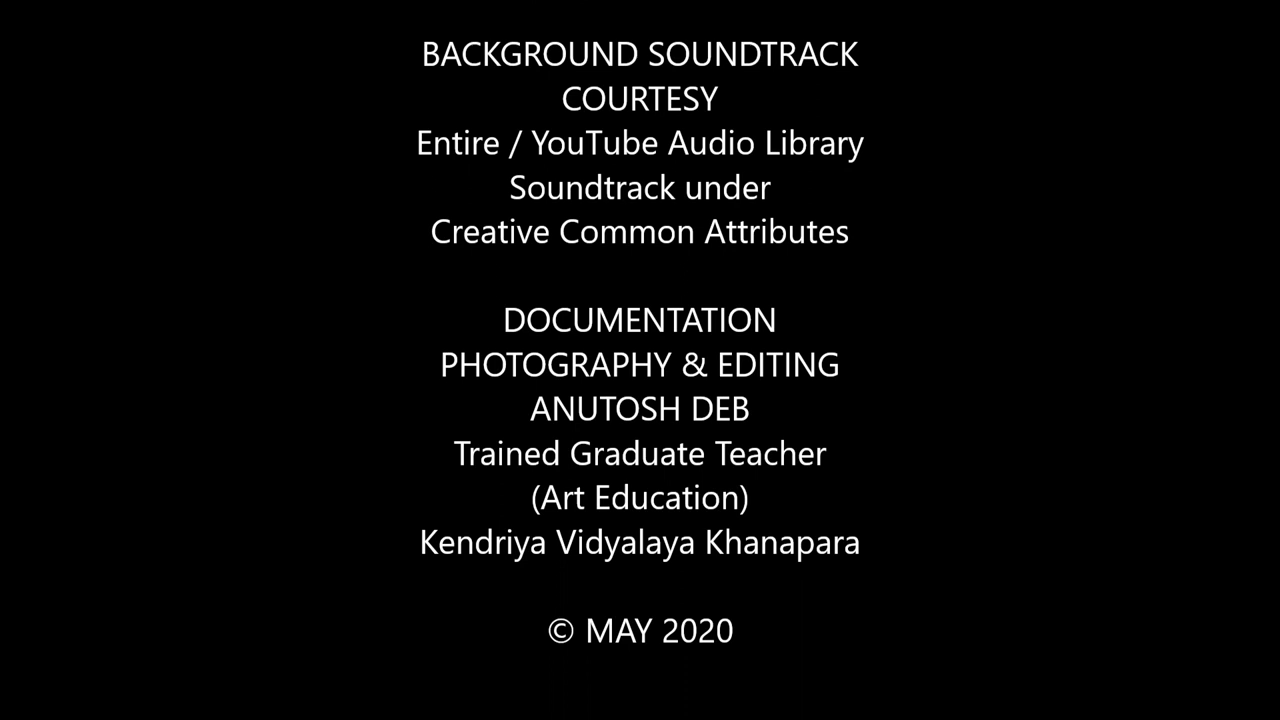 BACKGROUND SOUNDTRACK
COURTESY
Entire / YouTube Audio Library
Soundtrack under
Creative Common Attributes
DOCUMENTATION
PHOTOGRAPHY & EDITING
ANUTOSH DEB
Trained Graduate Teacher
(Art Education)
Kendriya Vidyalaya Khanapara
© MAY 2020